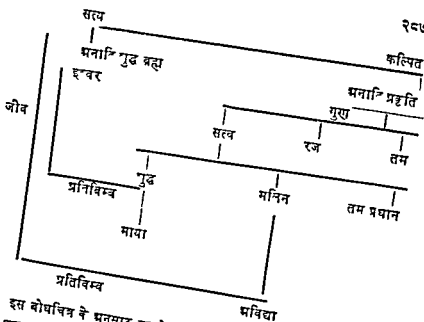 सत्य
२८७
कल्पित
अनादि शुद्ध ब्रह्म
ईश्वर
अनादि प्रकृति
गुण
जीव
सत्व
रज
तम
शुद्ध
मलिन
तम प्रधान
प्रतिबिम्ब
माया
प्रतिबिम्ब
अविद्या
इस बोधचित्र के अनुसार